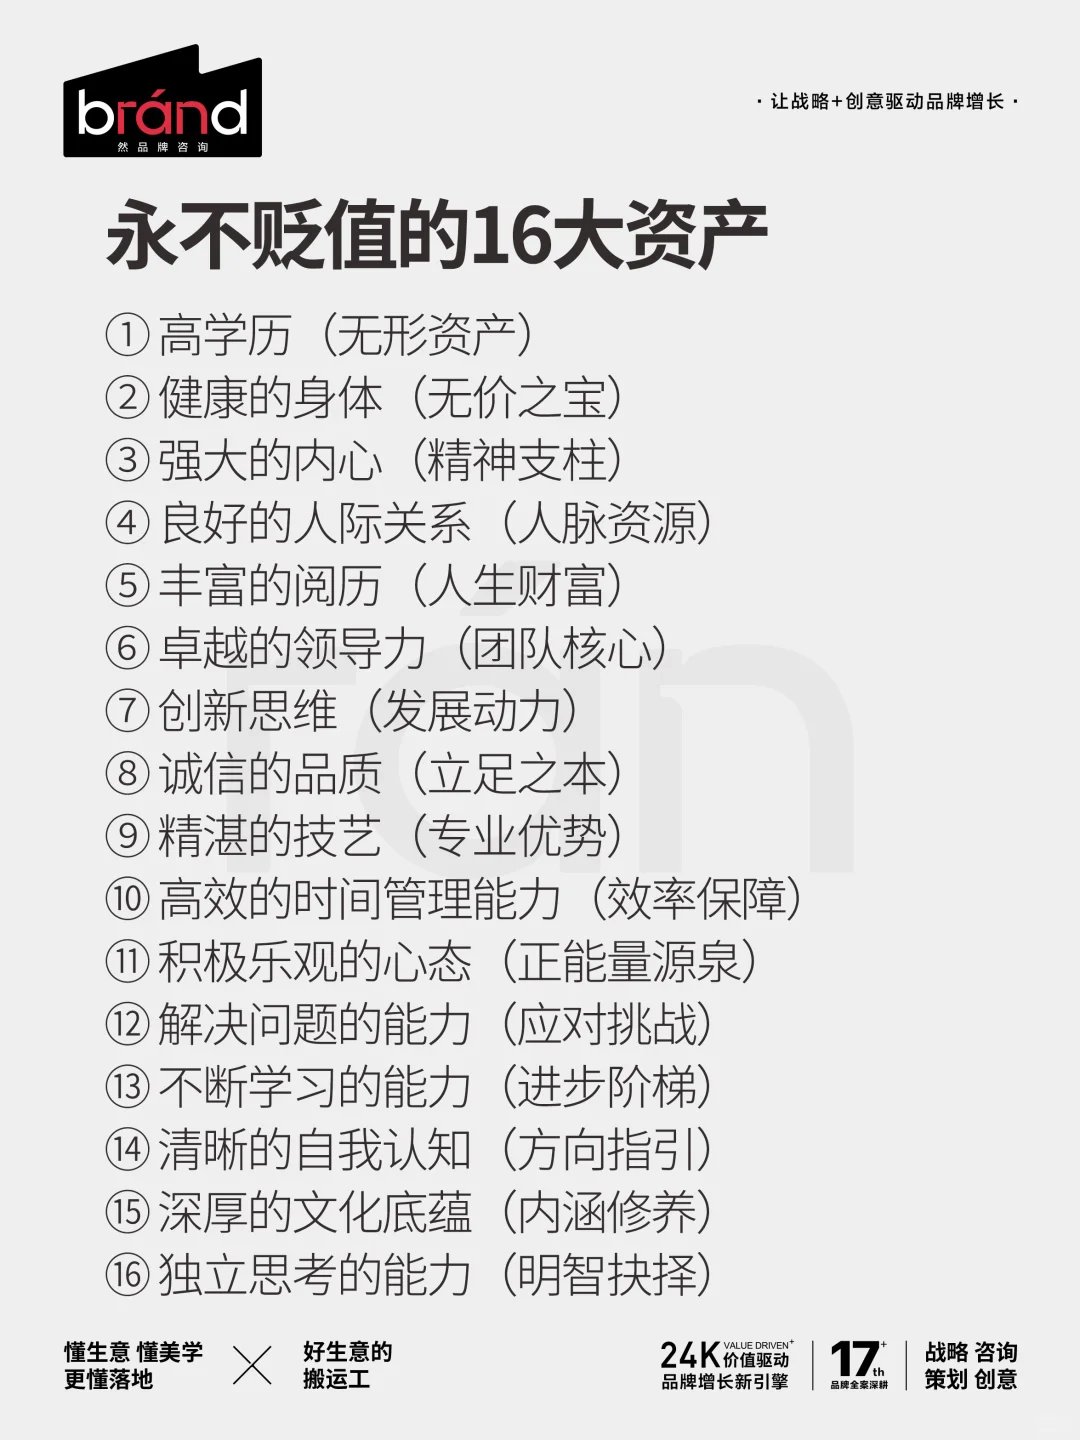 bránd
然品牌咨询
· 让战略+创意驱动品牌增长 ·
永不贬值的16大资产
① 高学历（无形资产）
② 健康的身体（无价之宝）
③ 强大的内心（精神支柱）
④ 良好的人际关系（人脉资源）
⑤ 丰富的阅历（人生财富）
⑥ 卓越的领导力（团队核心）
⑦ 创新思维（发展动力）
⑧ 诚信的品质（立足之本）
⑨ 精湛的技艺（专业优势）
⑩ 高效的时间管理能力（效率保障）
⑪ 积极乐观的心态（正能量源泉）
⑫ 解决问题的能力（应对挑战）
⑬ 不断学习的能力（进步阶梯）
⑭ 清晰的自我认知（方向指引）
⑮ 深厚的文化底蕴（内涵修养）
⑯ 独立思考的能力（明智抉择）
rán
懂生意 懂美学
更懂落地
好生意的
搬运工
24K VALUE DRIVEN+
价值驱动
品牌增长新引擎
17+th
品牌全案深耕
战略 咨询
策划 创意